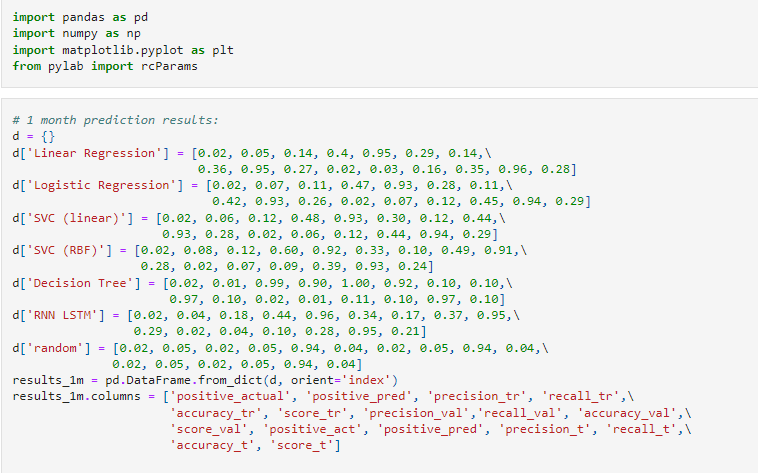 import pandas as pd
import numpy as np
import matplotlib.pyplot as plt
from pylab import rcParams
# 1 month prediction results:
d = {}
d['Linear Regression'] = [0.02, 0.05, 0.14, 0.4, 0.95, 0.29, 0.14,\
0.36, 0.95, 0.27, 0.02, 0.03, 0.16, 0.35, 0.96, 0.28]
d['Logistic Regression'] = [0.02, 0.07, 0.11, 0.47, 0.93, 0.28, 0.11,\
0.42, 0.93, 0.26, 0.02, 0.07, 0.12, 0.45, 0.94, 0.29]
d['SVC (linear)'] = [0.02, 0.06, 0.12, 0.48, 0.93, 0.30, 0.12, 0.44,\
0.93, 0.28, 0.02, 0.06, 0.12, 0.44, 0.94, 0.29]
d['SVC (RBF)'] = [0.02, 0.08, 0.12, 0.60, 0.92, 0.33, 0.10, 0.49, 0.91,\
0.28, 0.02, 0.07, 0.09, 0.39, 0.93, 0.24]
d['Decision Tree'] = [0.02, 0.01, 0.99, 0.90, 1.00, 0.92, 0.10, 0.10,\
0.97, 0.10, 0.02, 0.01, 0.11, 0.10, 0.97, 0.10]
d['RNN LSTM'] = [0.02, 0.04, 0.18, 0.44, 0.96, 0.34, 0.17, 0.37, 0.95,\
0.29, 0.02, 0.04, 0.10, 0.28, 0.95, 0.21]
d['random'] = [0.02, 0.05, 0.02, 0.05, 0.94, 0.04, 0.02, 0.05, 0.94, 0.04,\
0.02, 0.05, 0.02, 0.05, 0.94, 0.04]
results_1m = pd.DataFrame.from_dict(d, orient='index')
results_1m.columns = ['positive_actual', 'positive_pred', 'precision_tr', 'recall_tr',\
'accuracy_tr', 'score_tr', 'precision_val','recall_val', 'accuracy_val',\
'score_val', 'positive_act', 'positive_pred', 'precision_t', 'recall_t',\
'accuracy_t', 'score_t']